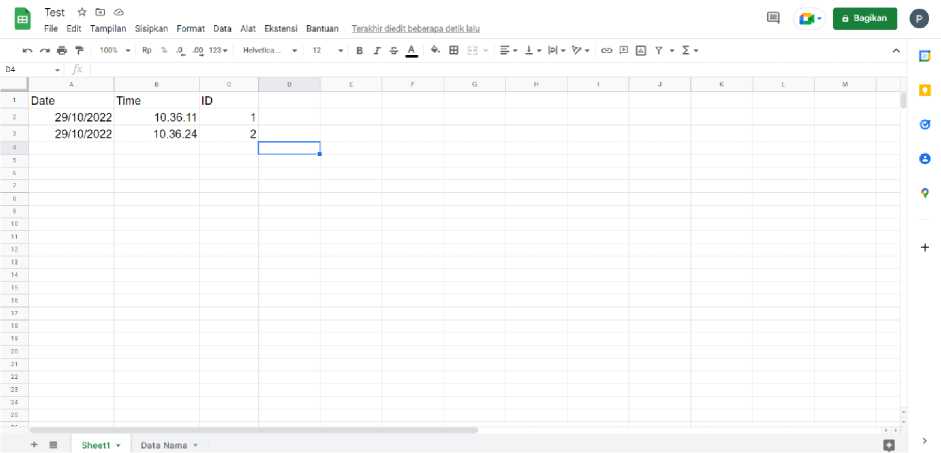 Test
File Edit Tampilan Sisipkan Format Data Alat Ekstensi Bantuan Terakhir diedit beberapa detik lalu
Bagikan
P
100% Rp % .0 .00 123 Helvetica... 12 B I S A
D4 fx
A B C D E F G H I J K L M
1 Date Time ID
2 29/10/2022 10.36.11 1
3 29/10/2022 10.36.24 2
4
5
6
7
8
9
10
11
12
13
14
15
16
17
18
19
20
21
22
23
24
25
Sheet1 Data Nama